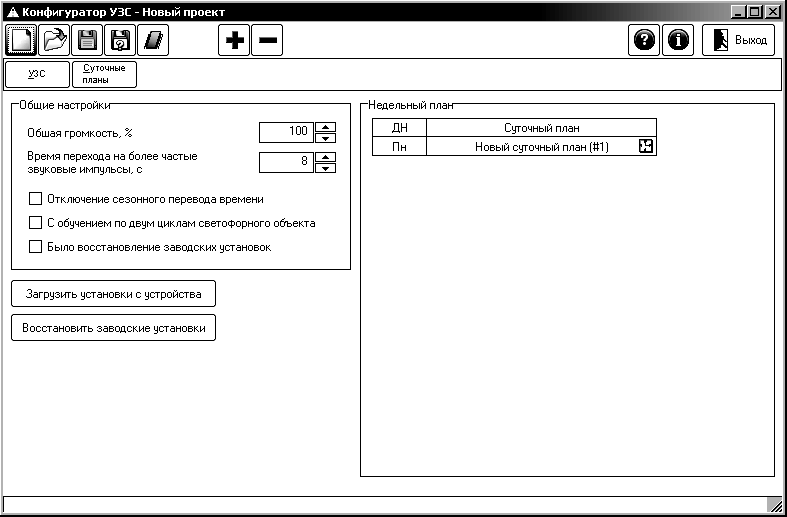 Конфигуратор УЗС - Новый проект
Выход
УЗС
Суточные
планы
Общие настройки
Обшая громкость, %
100
Время перехода на более частые
звуковые импульсы, с
8
Отключение сезонного перевода времени
С обучением по двум циклам светофорного объекта
Было восстановление заводских установок
Загрузить установки с устройства
Восстановить заводские установки
Недельный план
ДН
Суточный план
Пн
Новый суточный план (#1)